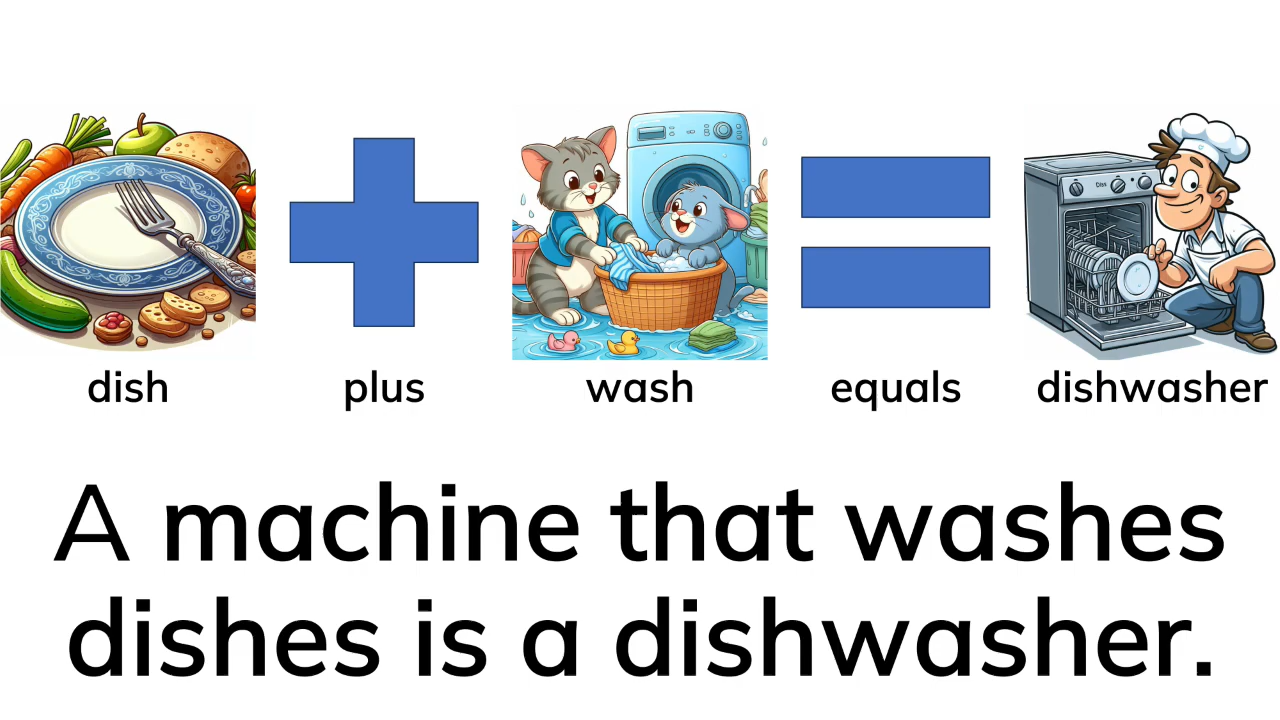 dish plus wash equals dishwasher
A machine that washes
dishes is a dishwasher.